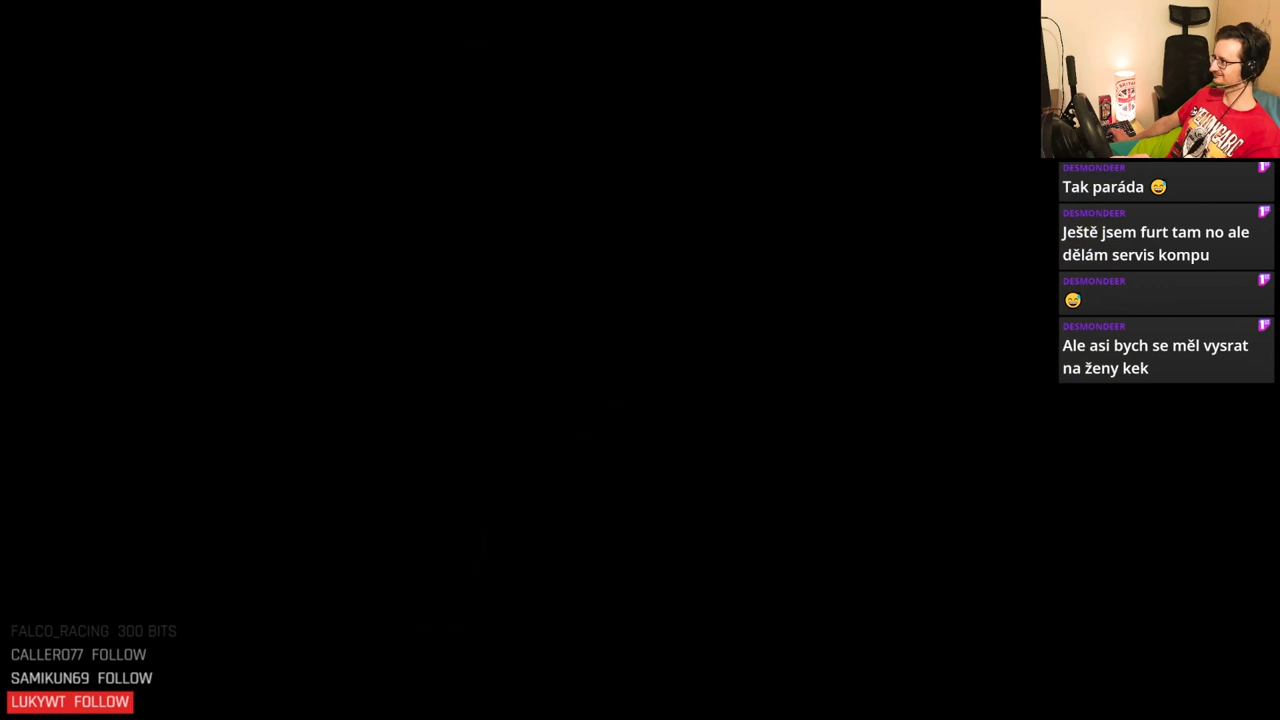 DESMONDEER
Tak paráda 😅
DESMONDEER
Ještě jsem furt tam no ale
dělám servis kompu
DESMONDEER
😅
DESMONDEER
Ale asi bych se měl vysrat
na ženy kek
FALCO_RACING 300 BITS
CALLERO77 FOLLOW
SAMIKUN69 FOLLOW
LUKYWT FOLLOW